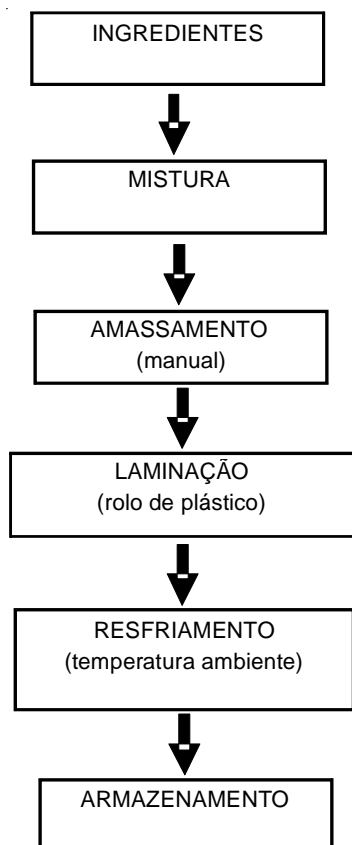 INGREDIENTES
MISTURA
AMASSAMENTO
(manual)
LAMINAÇÃO
(rolo de plástico)
RESFRIAMENTO
(temperatura ambiente)
ARMAZENAMENTO